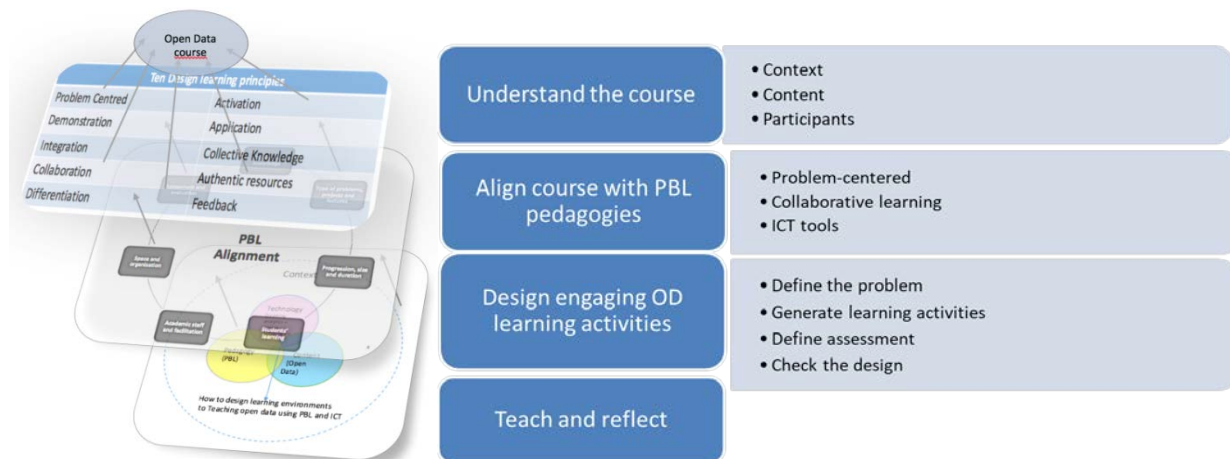 Open Data
course
Ten Design learning principles
Problem Centred
Activation
Demonstration
Application
Integration
Collective Knowledge
Collaboration
Authentic resources
Differentiation
Feedback
PBL
Alignment
Space and
organisation
Context
Progression, size
and duration
Technology
Academic staff
and facilitation
Students'
learning
(PBL)
(Open
Data)
How to design learning environments
to Teaching open data using PBL and ICT
Understand the course
• Context
• Content
• Participants
Align course with PBL
pedagogies
• Problem-centered
• Collaborative learning
• ICT tools
Design engaging OD
learning activities
• Define the problem
• Generate learning activities
• Define assessment
• Check the design
Teach and reflect